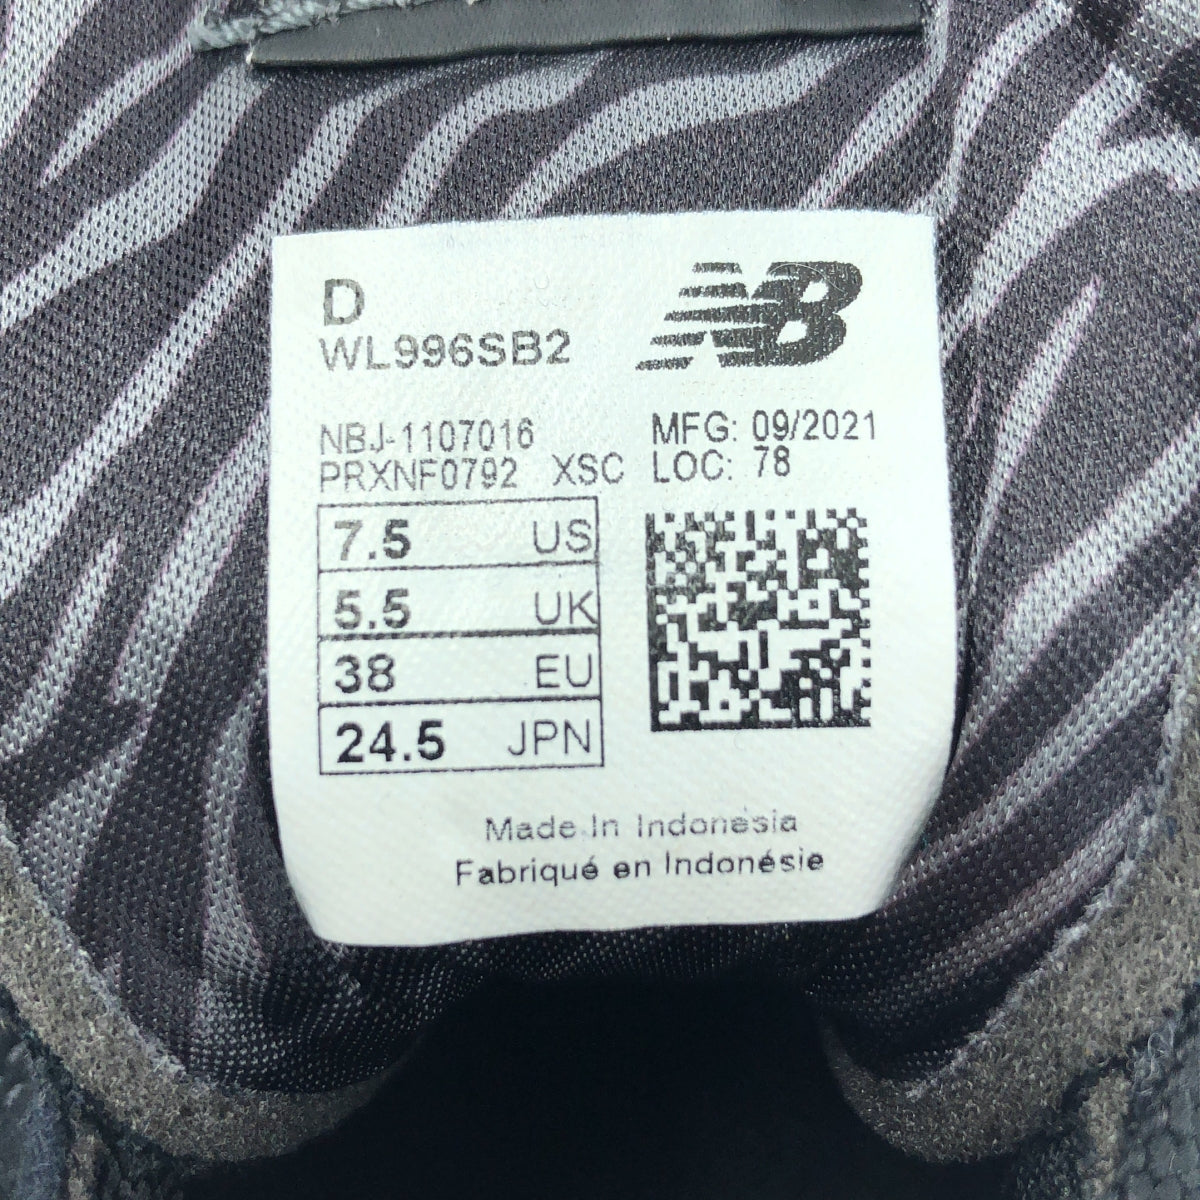 D
WL996SB2
NB
NBJ-1107016 MFG: 09/2021
PRXNF0792 XSC LOC: 78
7.5 US
5.5 UK
38 EU
24.5 JPN
Made In Indonesia
Fabriqué en Indonésie